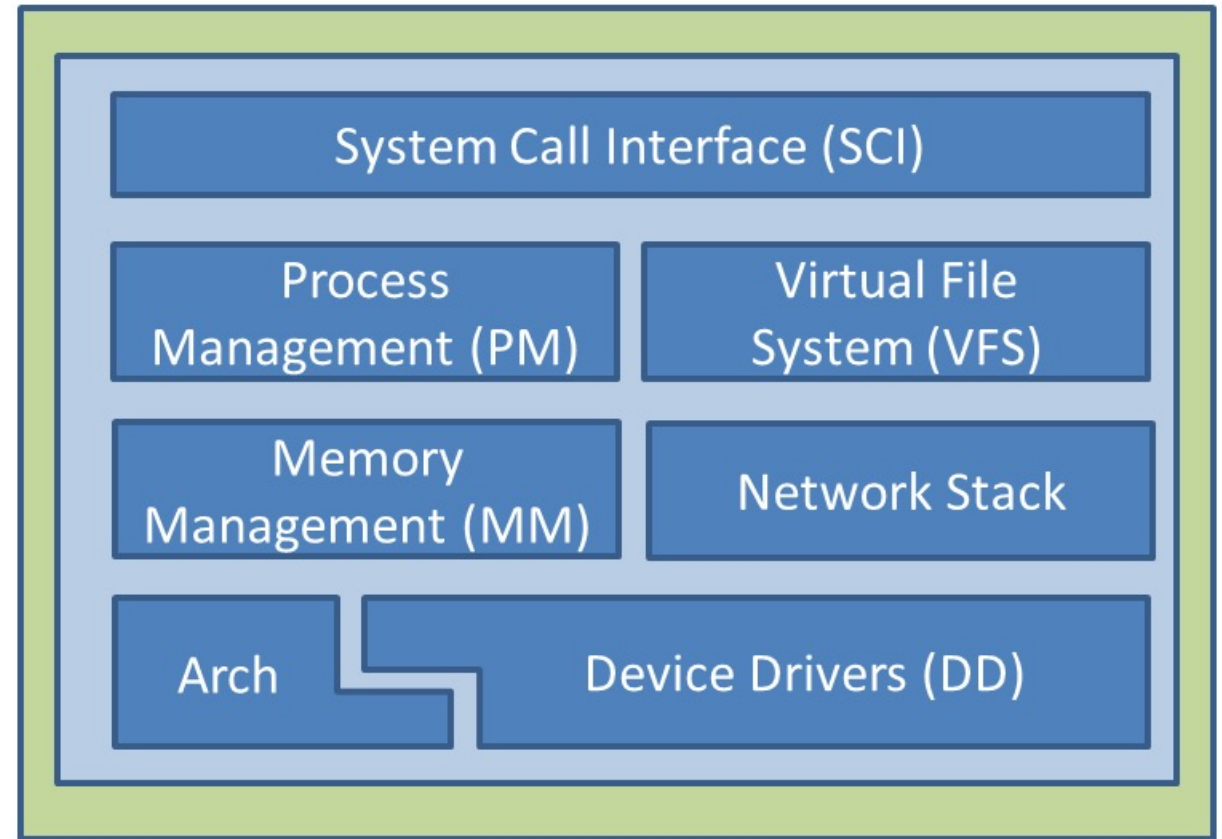 System Call Interface (SCI)
Process
Management (PM)
Virtual File
System (VFS)
Memory
Management (MM)
Network Stack
Arch
Device Drivers (DD)